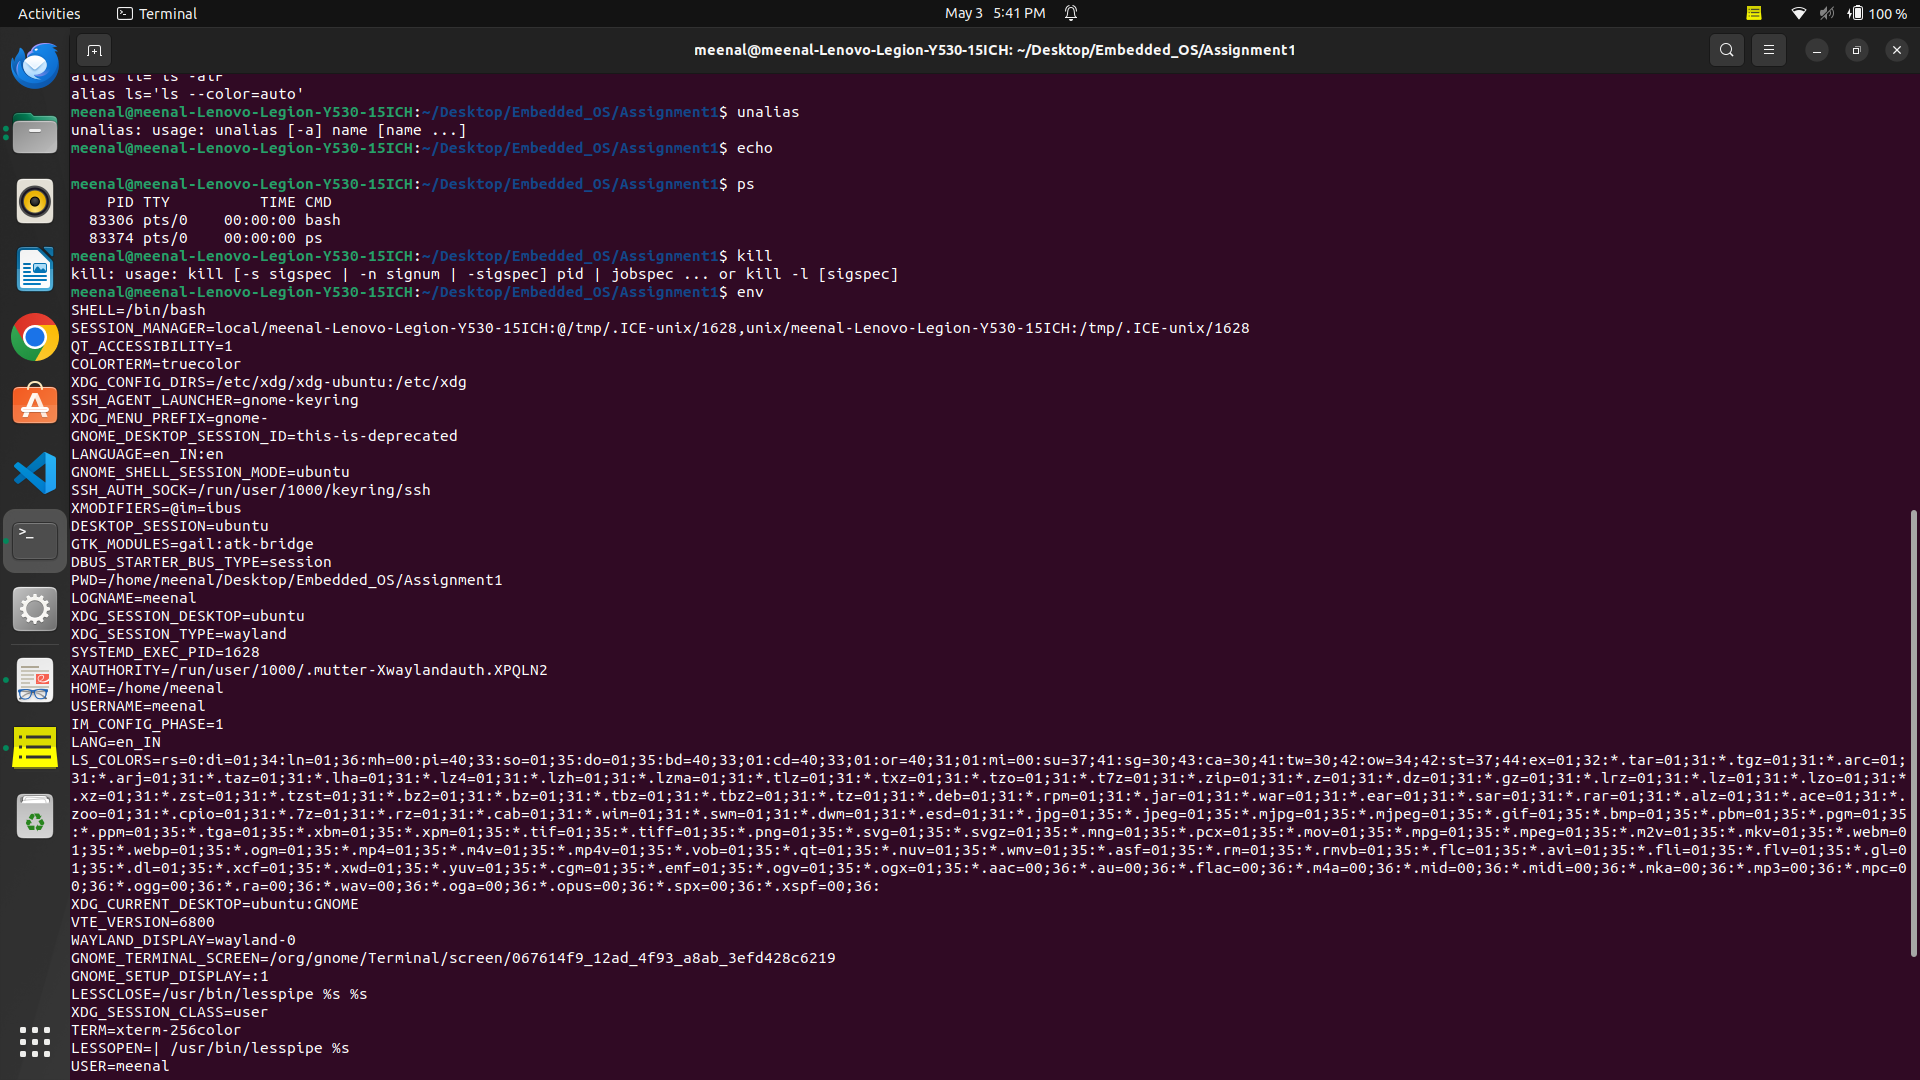 Activities
Terminal
May 3 5:41 PM
100 %
meenal@meenal-Lenovo-Legion-Y530-15ICH: ~/Desktop/Embedded_OS/Assignment1
alias ll='ls -alF'
alias ls='ls --color=auto'
meenal@meenal-Lenovo-Legion-Y530-15ICH:~/Desktop/Embedded_OS/Assignment1$ unalias
unalias: usage: unalias [-a] name [name ...]
meenal@meenal-Lenovo-Legion-Y530-15ICH:~/Desktop/Embedded_OS/Assignment1$ echo
meenal@meenal-Lenovo-Legion-Y530-15ICH:~/Desktop/Embedded_OS/Assignment1$ ps
    PID TTY          TIME CMD
  83306 pts/0    00:00:00 bash
  83374 pts/0    00:00:00 ps
meenal@meenal-Lenovo-Legion-Y530-15ICH:~/Desktop/Embedded_OS/Assignment1$ kill
kill: usage: kill [-s sigspec | -n signum | -sigspec] pid | jobspec ... or kill -l [sigspec]
meenal@meenal-Lenovo-Legion-Y530-15ICH:~/Desktop/Embedded_OS/Assignment1$ env
SHELL=/bin/bash
SESSION_MANAGER=local/meenal-Lenovo-Legion-Y530-15ICH:@/tmp/.ICE-unix/1628,unix/meenal-Lenovo-Legion-Y530-15ICH:/tmp/.ICE-unix/1628
QT_ACCESSIBILITY=1
COLORTERM=truecolor
XDG_CONFIG_DIRS=/etc/xdg/xdg-ubuntu:/etc/xdg
SSH_AGENT_LAUNCHER=gnome-keyring
XDG_MENU_PREFIX=gnome-
GNOME_DESKTOP_SESSION_ID=this-is-deprecated
LANGUAGE=en_IN:en
GNOME_SHELL_SESSION_MODE=ubuntu
SSH_AUTH_SOCK=/run/user/1000/keyring/ssh
XMODIFIERS=@im=ibus
DESKTOP_SESSION=ubuntu
GTK_MODULES=gail:atk-bridge
DBUS_STARTER_BUS_TYPE=session
PWD=/home/meenal/Desktop/Embedded_OS/Assignment1
LOGNAME=meenal
XDG_SESSION_DESKTOP=ubuntu
XDG_SESSION_TYPE=wayland
SYSTEMD_EXEC_PID=1628
XAUTHORITY=/run/user/1000/.mutter-Xwaylandauth.XPQLN2
HOME=/home/meenal
USERNAME=meenal
IM_CONFIG_PHASE=1
LANG=en_IN
LS_COLORS=rs=0:di=01;34:ln=01;36:mh=00:pi=40;33:so=01;35:do=01;35:bd=40;33;01:cd=40;33;01:or=40;31;01:mi=00:su=37;41:sg=30;43:ca=30;41:tw=30;42:ow=34;42:st=37;44:ex=01;32:*.tar=01;31:*.tgz=01;31:*.arc=01;
31:*.arj=01;31:*.taz=01;31:*.lha=01;31:*.lz4=01;31:*.lzh=01;31:*.lzma=01;31:*.tlz=01;31:*.txz=01;31:*.tzo=01;31:*.t7z=01;31:*.zip=01;31:*.z=01;31:*.dz=01;31:*.gz=01;31:*.lrz=01;31:*.lz=01;31:*.lzo=01;31:*
.xz=01;31:*.zst=01;31:*.tzst=01;31:*.bz2=01;31:*.bz=01;31:*.tbz=01;31:*.tbz2=01;31:*.tz=01;31:*.deb=01;31:*.rpm=01;31:*.jar=01;31:*.war=01;31:*.ear=01;31:*.sar=01;31:*.rar=01;31:*.alz=01;31:*.ace=01;31:*.
zoo=01;31:*.cpio=01;31:*.7z=01;31:*.rz=01;31:*.cab=01;31:*.wim=01;31:*.swm=01;31:*.dwm=01;31:*.esd=01;31:*.jpg=01;35:*.jpeg=01;35:*.mjpg=01;35:*.mjpeg=01;35:*.gif=01;35:*.bmp=01;35:*.pbm=01;35:*.pgm=01;35
:*.ppm=01;35:*.tga=01;35:*.xbm=01;35:*.xpm=01;35:*.tif=01;35:*.tiff=01;35:*.png=01;35:*.svg=01;35:*.svgz=01;35:*.mng=01;35:*.pcx=01;35:*.mov=01;35:*.mpg=01;35:*.mpeg=01;35:*.m2v=01;35:*.mkv=01;35:*.webm=0
1;35:*.webp=01;35:*.ogm=01;35:*.mp4=01;35:*.m4v=01;35:*.mp4v=01;35:*.vob=01;35:*.qt=01;35:*.nuv=01;35:*.wmv=01;35:*.asf=01;35:*.rm=01;35:*.rmvb=01;35:*.flc=01;35:*.avi=01;35:*.fli=01;35:*.flv=01;35:*.gl=0
1;35:*.dl=01;35:*.xcf=01;35:*.xwd=01;35:*.yuv=01;35:*.cgm=01;35:*.emf=01;35:*.ogv=01;35:*.ogx=01;35:*.aac=00;36:*.au=00;36:*.flac=00;36:*.m4a=00;36:*.mid=00;36:*.midi=00;36:*.mka=00;36:*.mp3=00;36:*.mpc=0
0;36:*.ogg=00;36:*.ra=00;36:*.wav=00;36:*.oga=00;36:*.opus=00;36:*.spx=00;36:*.xspf=00;36:
XDG_CURRENT_DESKTOP=ubuntu:GNOME
VTE_VERSION=6800
WAYLAND_DISPLAY=wayland-0
GNOME_TERMINAL_SCREEN=/org/gnome/Terminal/screen/067614f9_12ad_4f93_a8ab_3efd428c6219
GNOME_SETUP_DISPLAY=:1
LESSCLOSE=/usr/bin/lesspipe %s %s
XDG_SESSION_CLASS=user
TERM=xterm-256color
LESSOPEN=| /usr/bin/lesspipe %s
USER=meenal